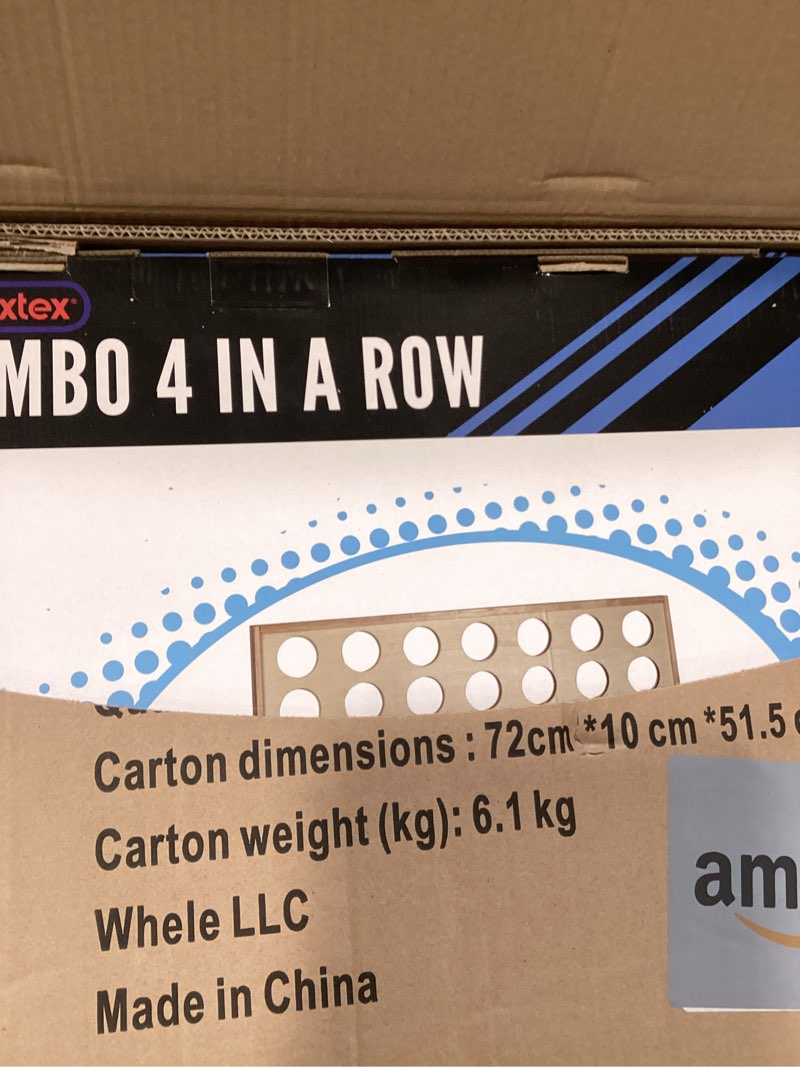 xtex®
MBO 4 IN A ROW
Carton dimensions : 72cm *10 cm *51.5 c
Carton weight (kg): 6.1 kg
Whele LLC
Made in China
am